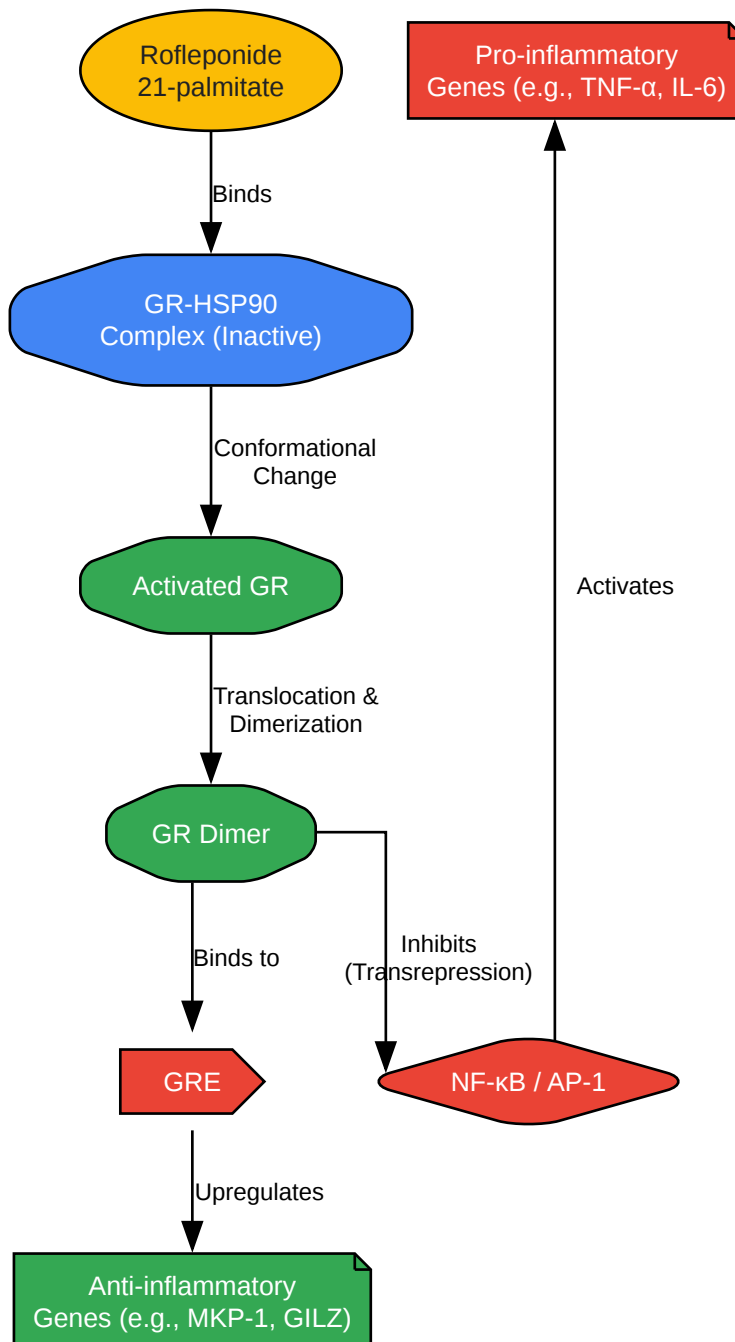 Rofleponide
21-palmitate
Pro-inflammatory
Genes (e.g., TNF-α, IL-6)
Binds
GR-HSP90
Complex (Inactive)
Conformational
Change
Activated GR
Activates
Translocation &
Dimerization
GR Dimer
Binds to
Inhibits
(Transrepression)
GRE
NF-κB / AP-1
Upregulates
Anti-inflammatory
Genes (e.g., MKP-1, GILZ)